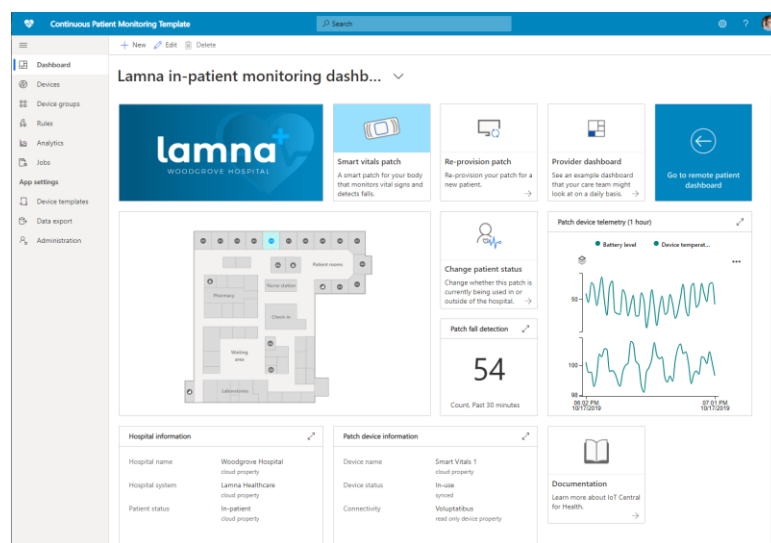 Continuous Patient Monitoring Template
Search
?
New
Edit
Delete
Dashboard
Devices
Device groups
Rules
Analytics
Jobs
App settings
Device templates
Data export
Administration
Lamna in-patient monitoring dashb...
lamna
WOODGROVE HOSPITAL
Smart vitals patch
A smart patch for your body
that monitors vital signs and
detects falls.
Re-provision patch
Re-provision your patch for a
new patient.
Provider dashboard
See an example dashboard
that your care team might
look at on a daily basis.
Go to remote patient
dashboard
Patient rooms
Nurse station
Pharmacy
Check in
Waiting
area
Laboratories
Change patient status
Change whether this patch is
currently being used in or
outside of the hospital.
Patch fall detection
54
Count. Past 30 minutes
Patch device telemetry (1 hour)
Battery level
Device temperat...
50
100
98
06:02 PM
10/17/2019
07:01 PM
10/17/2019
Hospital information
Hospital name
Woodgrove Hospital
cloud property
Hospital system
Lamna Healthcare
cloud property
Patient status
In-patient
cloud property
Patch device information
Device name
Smart Vitals 1
cloud property
Device status
In-use
synced
Connectivity
Voluptatibus
read only device property
Documentation
Learn more about IoT Central
for Health.